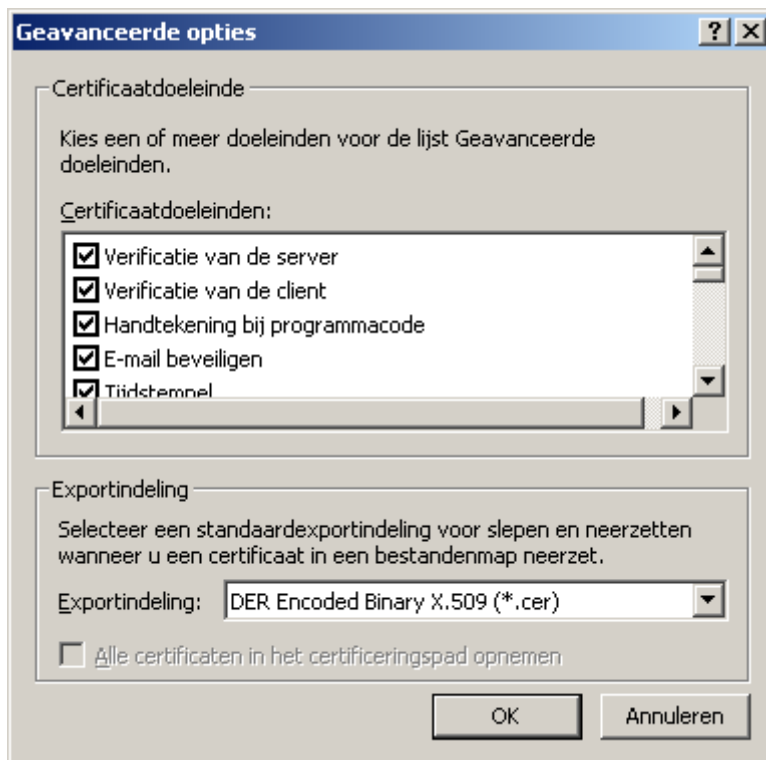 Geavanceerde opties
Certificaatdoeleinde
Kies een of meer doeleinden voor de lijst Geavanceerde
doeleinden.
Certificaatdoeleinden:
Verificatie van de server
Verificatie van de client
Handtekening bij programmacode
E-mail beveiligen
Tijdstempel
Exportindeling
Selecteer een standaardexportindeling voor slepen en neerzetten
wanneer u een certificaat in een bestandenmap neerzet.
Exportindeling: DER Encoded Binary X.509 (*.cer)
Alle certificaten in het certificeringspad opnemen
OK Annuleren